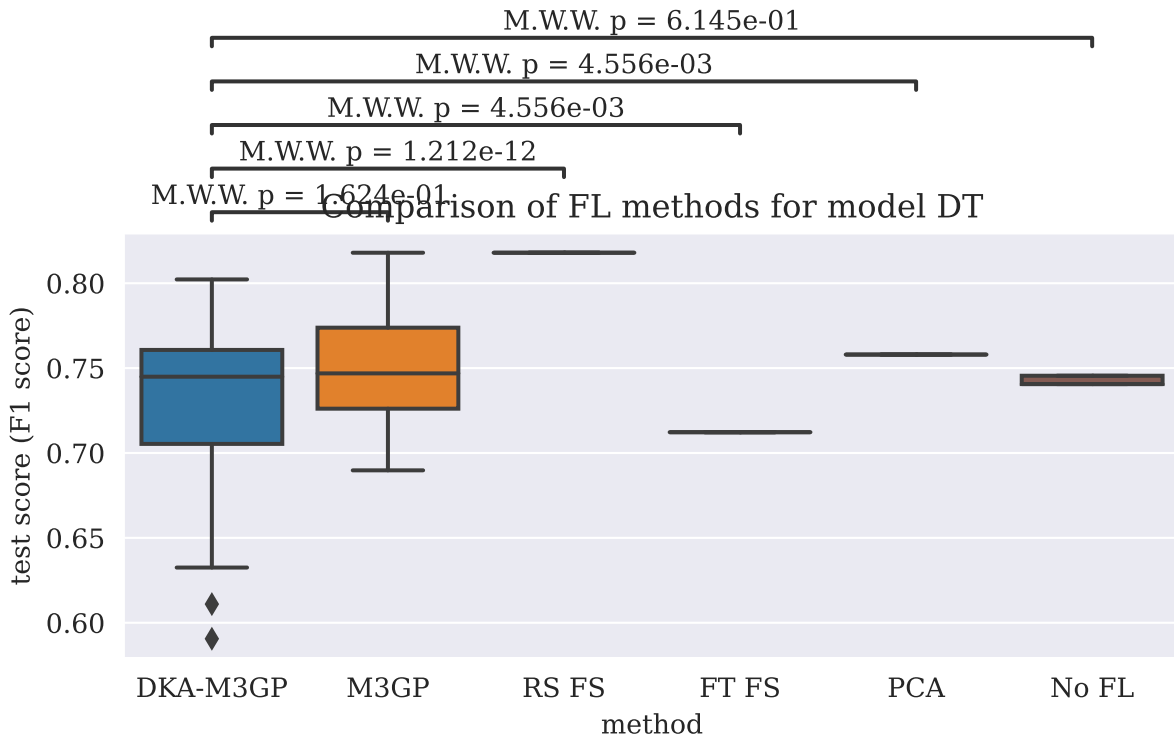 M.W.W. p = 6.145e-01
M.W.W. p = 4.556e-03
M.W.W. p = 4.556e-03
M.W.W. p = 1.212e-12
M.W.W. p = 1.624e-01
Comparison of FL methods for model DT
test score (F1 score)
0.80
0.75
0.70
0.65
0.60
DKA-M3GP M3GP RS FS FT FS PCA No FL
method